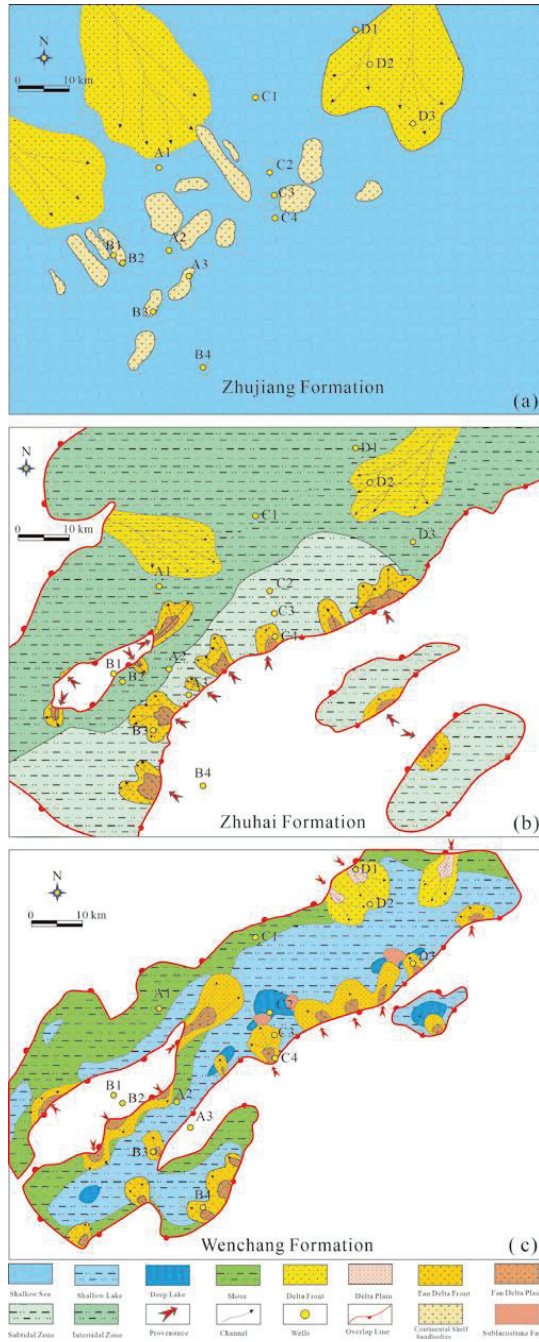 N
D1
0 10 km
D2
C1
D3
A1
C2
C3
C4
B1
A2
B2
A3
B3
B4
Zhujiang Formation
(a)
N
D1
0 10 km
D2
C1
D3
A1
C2
C3
C4
B1
A2
B2
A3
B3
B4
Zhuhai Formation
(b)
N
D1
0 10 km
D2
C1
D3
A1
C2
C3
C4
B1
B2
A2
A3
B3
B4
Wenchang Formation
(c)
Shallow Sea Shallow Lake Deep Lake Shore Delta Front Delta Plain Fan Delta Front Fan Delta
Subtidal Zone Intertidal Zone Provenance Channel Wells Overlap Line Continental Shelf Sandbodies Sublacustrine